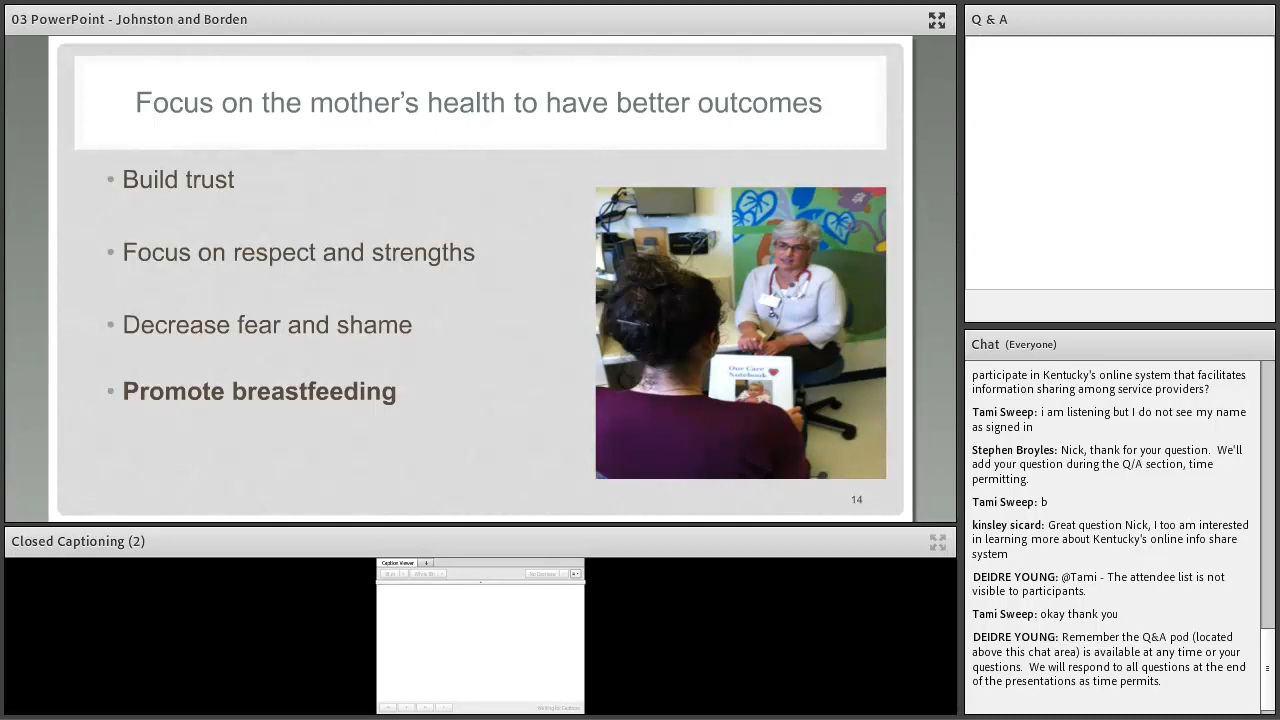 03 PowerPoint - Johnston and Borden
Focus on the mother's health to have better outcomes
• Build trust
• Focus on respect and strengths
• Decrease fear and shame
• Promote breastfeeding
Our Care
Notebook
14
Closed Captioning (2)
Caption Viewer
Q & A
Chat (Everyone)
participate in Kentucky's online system that facilitates
information sharing among service providers?
Tami Sweep: i am listening but I do not see my name
as signed in
Stephen Broyles: Nick, thank for your question. We'll
add your question during the Q/A section, time
permitting.
Tami Sweep: b
kinsley sicard: Great question Nick, I too am interested
in learning more about Kentucky's online info share
system
DEIDRE YOUNG: @Tami - The attendee list is not
visible to participants.
Tami Sweep: okay thank you
DEIDRE YOUNG: Remember the Q&A pod (located
above this chat area) is available at any time or your
questions. We will respond to all questions at the end
of the presentations as time permits.